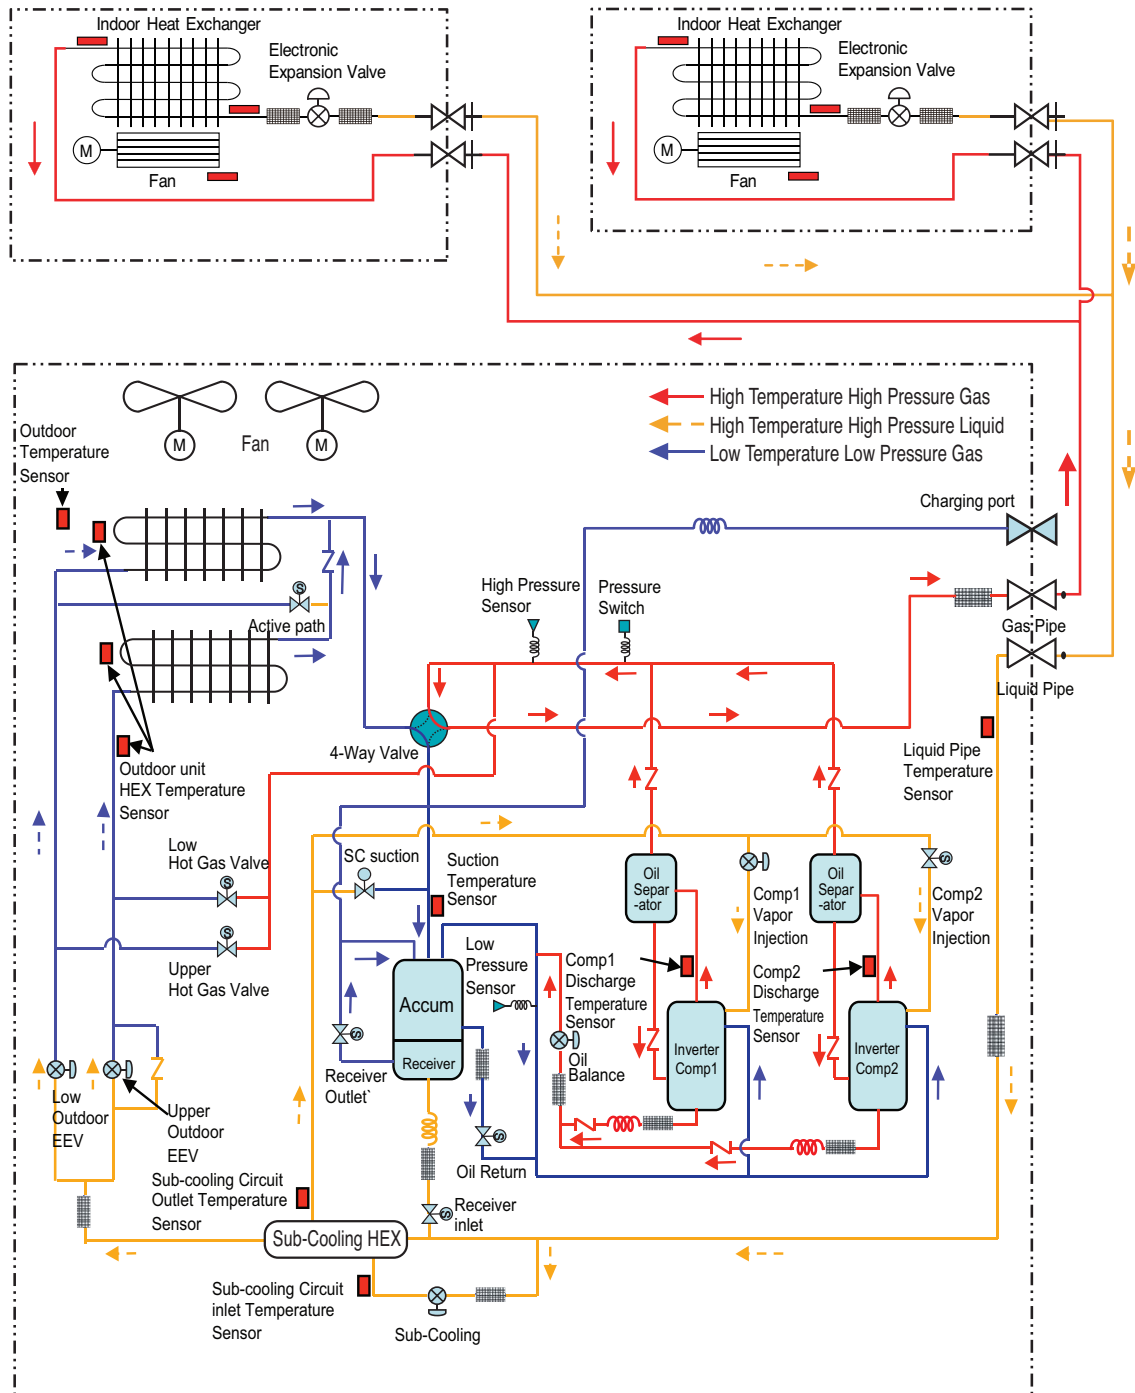 Indoor Heat Exchanger
Electronic
Expansion Valve
M
Fan
Indoor Heat Exchanger
Electronic
Expansion Valve
M
Fan
M
Fan
M
High Temperature High Pressure Gas
High Temperature High Pressure Liquid
Low Temperature Low Pressure Gas
Outdoor
Temperature
Sensor
Charging port
High Pressure
Sensor
Pressure
Switch
S
Active path
Gas Pipe
Liquid Pipe
4-Way Valve
Outdoor unit
HEX Temperature
Sensor
Liquid Pipe
Temperature
Sensor
Low
Hot Gas Valve
S
S
Upper
Hot Gas Valve
SC suction
Suction
Temperature
Sensor
Oil
Separ
-ator
Oil
Separ
-ator
S
Comp1
Vapor
Injection
Comp2
Vapor
Injection
Low
Pressure
Sensor
Comp1
Discharge
Temperature
Sensor
Comp2
Discharge
Temperature
Sensor
Accum
Receiver
S
Receiver
Outlet`
Oil
Balance
Inverter
Comp1
Inverter
Comp2
Low
Outdoor
EEV
Upper
Outdoor
EEV
S
Oil Return
Sub-cooling Circuit
Outlet Temperature
Sensor
S
Receiver
inlet
Sub-Cooling HEX
Sub-cooling Circuit
inlet Temperature
Sensor
Sub-Cooling